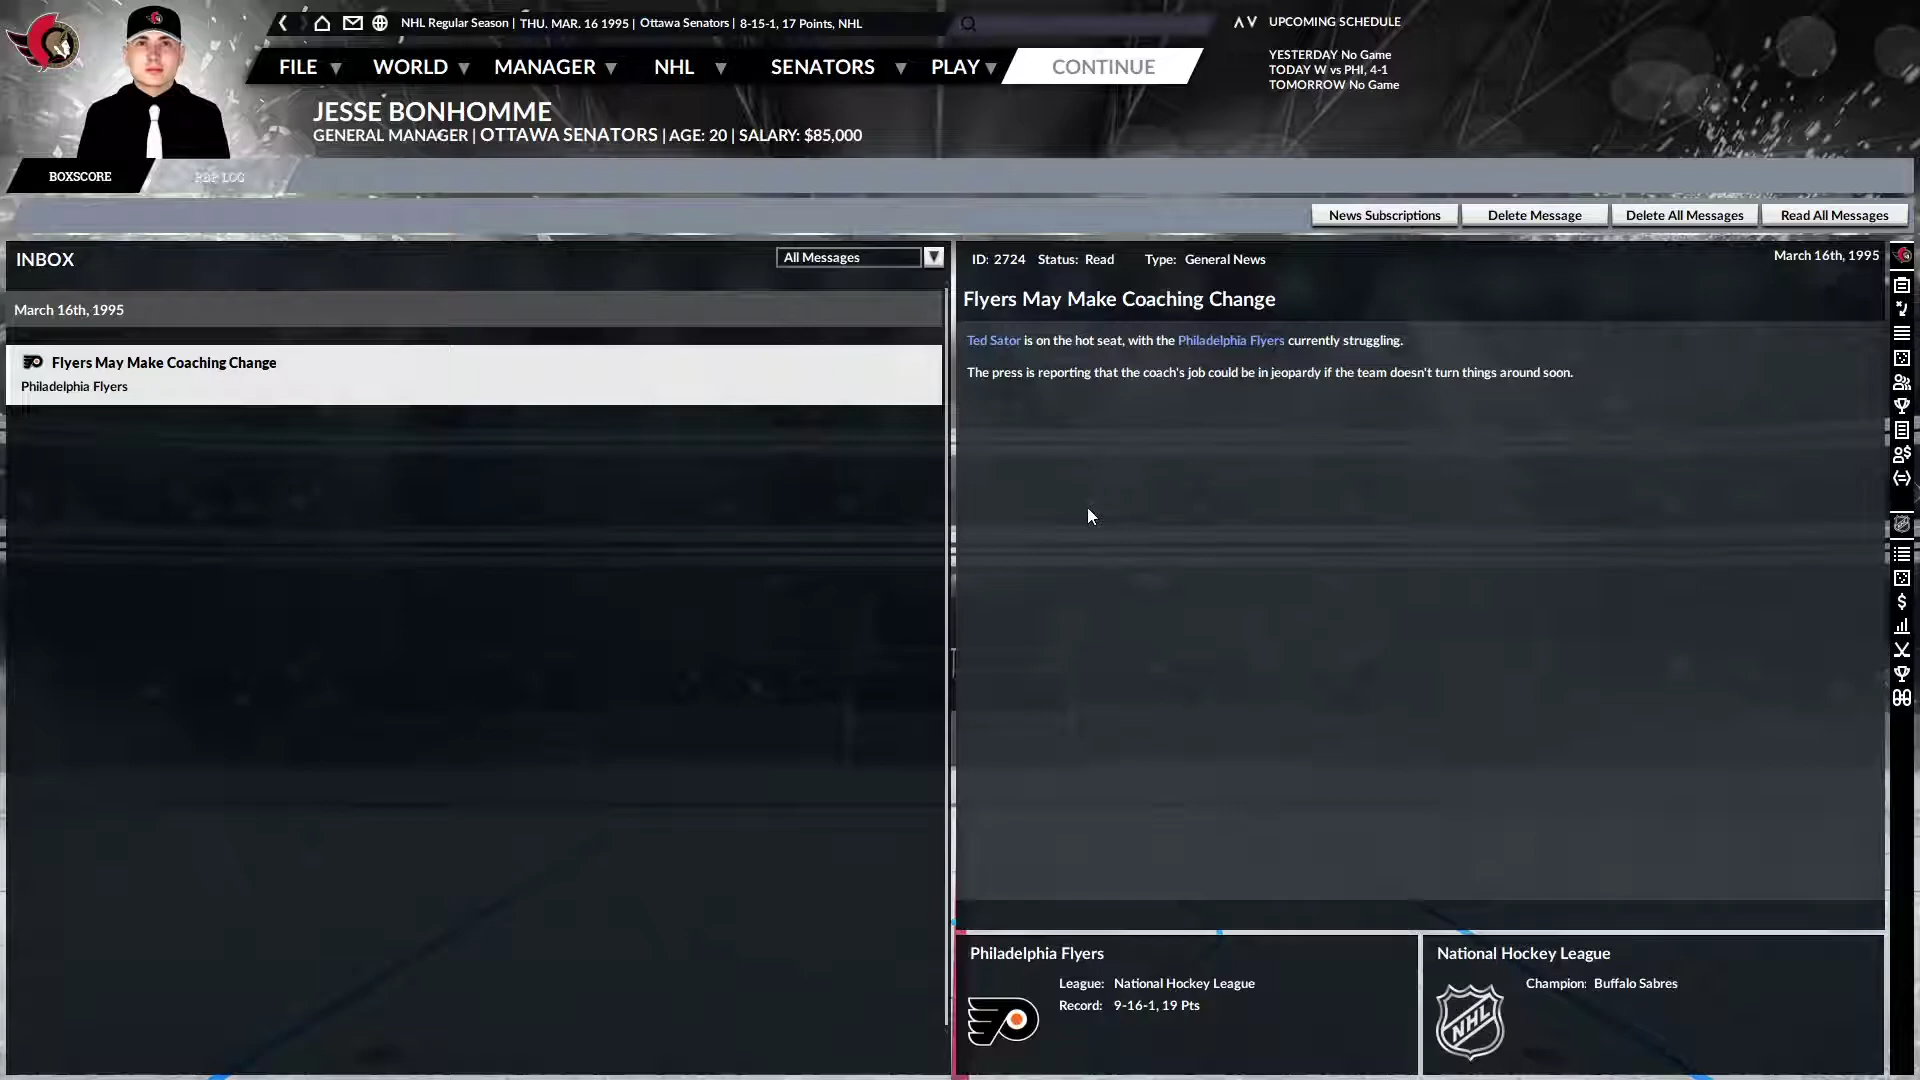 NHL Regular Season | THU. MAR. 16 1995 | Ottawa Senators | 8-15-1, 17 Points, NHL
UPCOMING SCHEDULE
YESTERDAY No Game
TODAY W vs PHI, 4-1
TOMORROW No Game
FILE WORLD MANAGER NHL SENATORS PLAY CONTINUE
JESSE BONHOMME
GENERAL MANAGER | OTTAWA SENATORS | AGE: 20 | SALARY: $85,000
BOXSCORE PBP LOG
News Subscriptions Delete Message Delete All Messages Read All Messages
INBOX
All Messages
March 16th, 1995
Flyers May Make Coaching Change
Philadelphia Flyers
ID: 2724 Status: Read Type: General News
March 16th, 1995
Flyers May Make Coaching Change
Ted Sator is on the hot seat, with the Philadelphia Flyers currently struggling.
The press is reporting that the coach's job could be in jeopardy if the team doesn't turn things around soon.
Philadelphia Flyers
League: National Hockey League
Record: 9-16-1, 19 Pts
National Hockey League
Champion: Buffalo Sabres
NHL